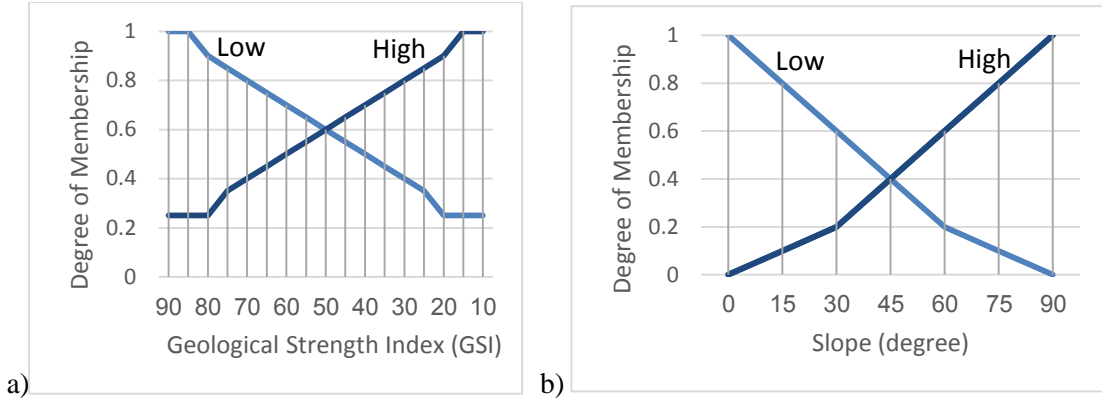 Degree of Membership
1
0.8
0.6
0.4
0.2
0
Low
High
90 80 70 60 50 40 30 20 10
Geological Strength Index (GSI)
a)
Degree of Membership
1
0.8
0.6
0.4
0.2
0
Low
High
0 15 30 45 60 75 90
Slope (degree)
b)